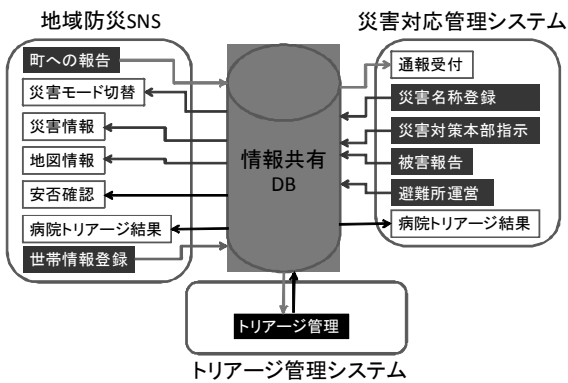 地域防災SNS
町への報告
災害モード切替
災害情報
地図情報
安否確認
病院トリアージ結果
世帯情報登録
情報共有
DB
災害対応管理システム
通報受付
災害名称登録
災害対策本部指示
被害報告
避難所運営
病院トリアージ結果
トリアージ管理
トリアージ管理システム